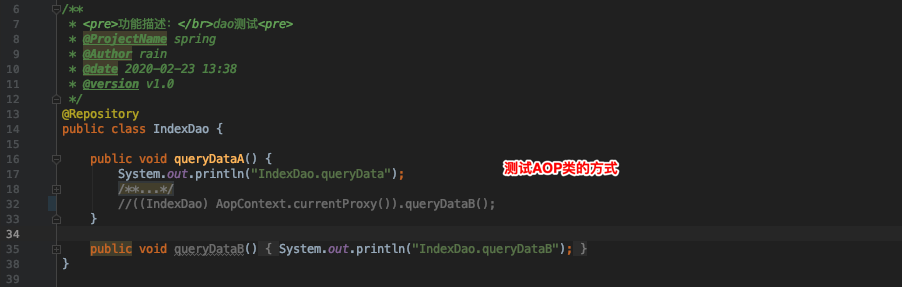 6 /**
7 * <pre>功能描述：</br>dao测试<pre>
8 * @ProjectName spring
9 * @Author rain
10 * @date 2020-02-23 13:38
11 * @version v1.0
12 */
13 @Repository
14 public class IndexDao {
15
16 public void queryDataA() {
17 System.out.println("IndexDao.queryData");
测试AOP类的方式
18 /**...*/
32 //((IndexDao) AopContext.currentProxy()).queryDataB();
33 }
34
35 public void queryDataB() { System.out.println("IndexDao.queryDataB"); }
38 }
39